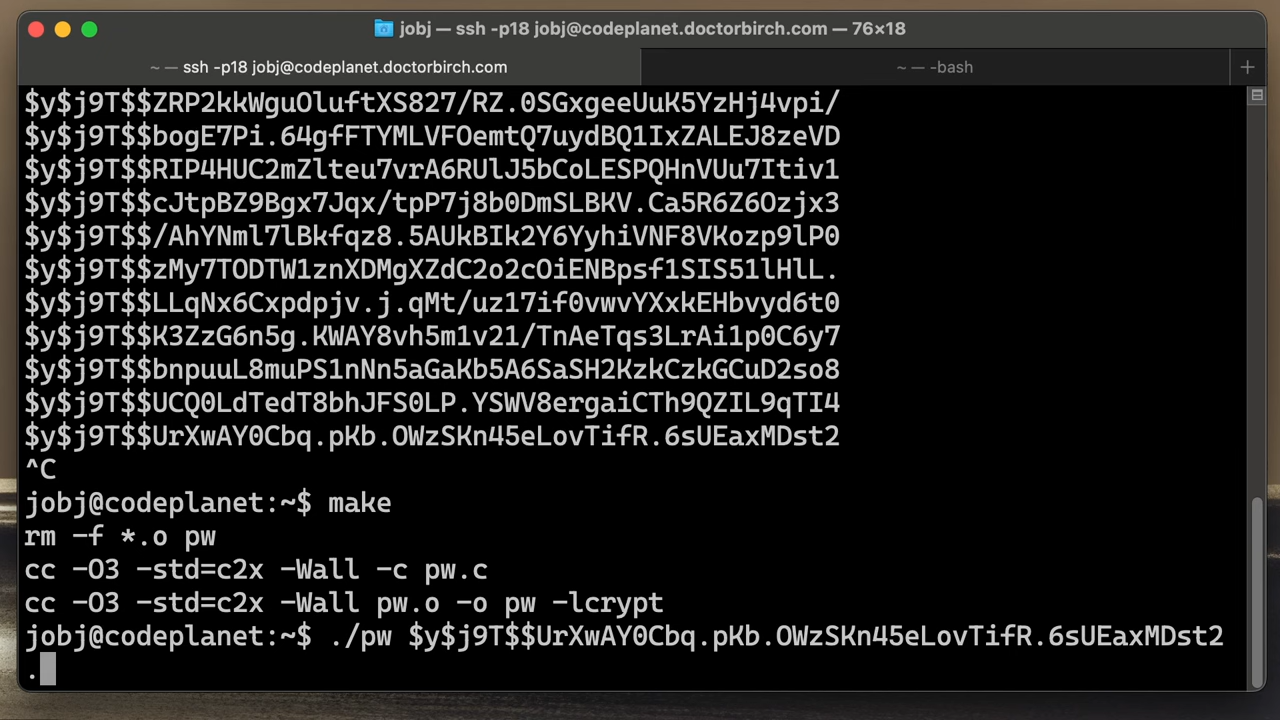 jobj — ssh -p18 jobj@codeplanet.doctorbirch.com — 76×18
~ — ssh -p18 jobj@codeplanet.doctorbirch.com
~ — -bash
$y$j9T$$ZRP2kkWguOluftXS827/RZ.0SGxgeeUuK5YzHj4vpi/
$y$j9T$$bogE7Pi.64gfFTYMLVFOemtQ7uydBQ1IxZALEJ8zeVD
$y$j9T$$RIP4HUC2mZlteu7vrA6RUlJ5bCoLESPQHnVUu7Itiv1
$y$j9T$$cJtpBZ9Bgx7Jqx/tpP7j8b0DmSLBKV.Ca5R6Z6Ozjx3
$y$j9T$$/AhYNml7lBkfqz8.5AUkBIk2Y6YyhiVNF8VKozp9lP0
$y$j9T$$zMy7TODTW1znXDMgXZdC2o2cOiENBpsf1SIS51lHlL.
$y$j9T$$LLqNx6Cxpdpjv.j.qMt/uz17if0vwvYXxkEHbvyd6t0
$y$j9T$$K3ZzG6n5g.KWAY8vh5m1v21/TnAeTqs3LrAi1p0C6y7
$y$j9T$$bnpuuL8muPS1nNn5aGaKb5A6SaSH2KzkCzkGCuD2so8
$y$j9T$$UCQ0LdTedT8bhJFS0LP.YSWV8ergaiCTh9QZIL9qTI4
$y$j9T$$UrXwAY0Cbq.pKb.OWzSKn45eLovTifR.6sUEaxMDst2
^C
jobj@codeplanet:~$ make
rm -f *.o pw
cc -O3 -std=c2x -Wall -c pw.c
cc -O3 -std=c2x -Wall pw.o -o pw -lcrypt
jobj@codeplanet:~$ ./pw $y$j9T$$UrXwAY0Cbq.pKb.OWzSKn45eLovTifR.6sUEaxMDst2
.